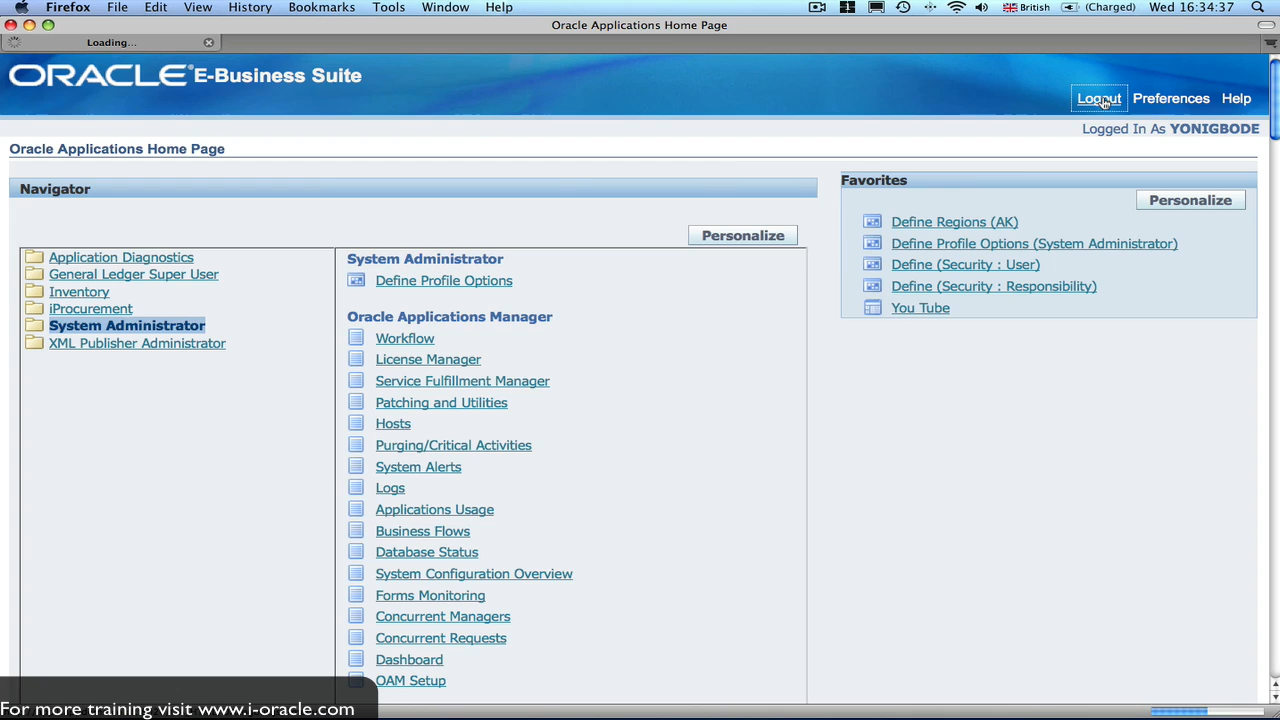 Firefox File Edit View History Bookmarks Tools Window Help British (Charged) Wed 16:34:37
Oracle Applications Home Page
Loading...
ORACLE® E-Business Suite
Logout Preferences Help
Logged In As YONIGBODE
Oracle Applications Home Page
Navigator
Personalize
Application Diagnostics
General Ledger Super User
Inventory
iProcurement
System Administrator
XML Publisher Administrator
System Administrator
Define Profile Options
Oracle Applications Manager
Workflow
License Manager
Service Fulfillment Manager
Patching and Utilities
Hosts
Purging/Critical Activities
System Alerts
Logs
Applications Usage
Business Flows
Database Status
System Configuration Overview
Forms Monitoring
Concurrent Managers
Concurrent Requests
Dashboard
OAM Setup
Favorites
Personalize
Define Regions (AK)
Define Profile Options (System Administrator)
Define (Security : User)
Define (Security : Responsibility)
You Tube
For more training visit www.i-oracle.com